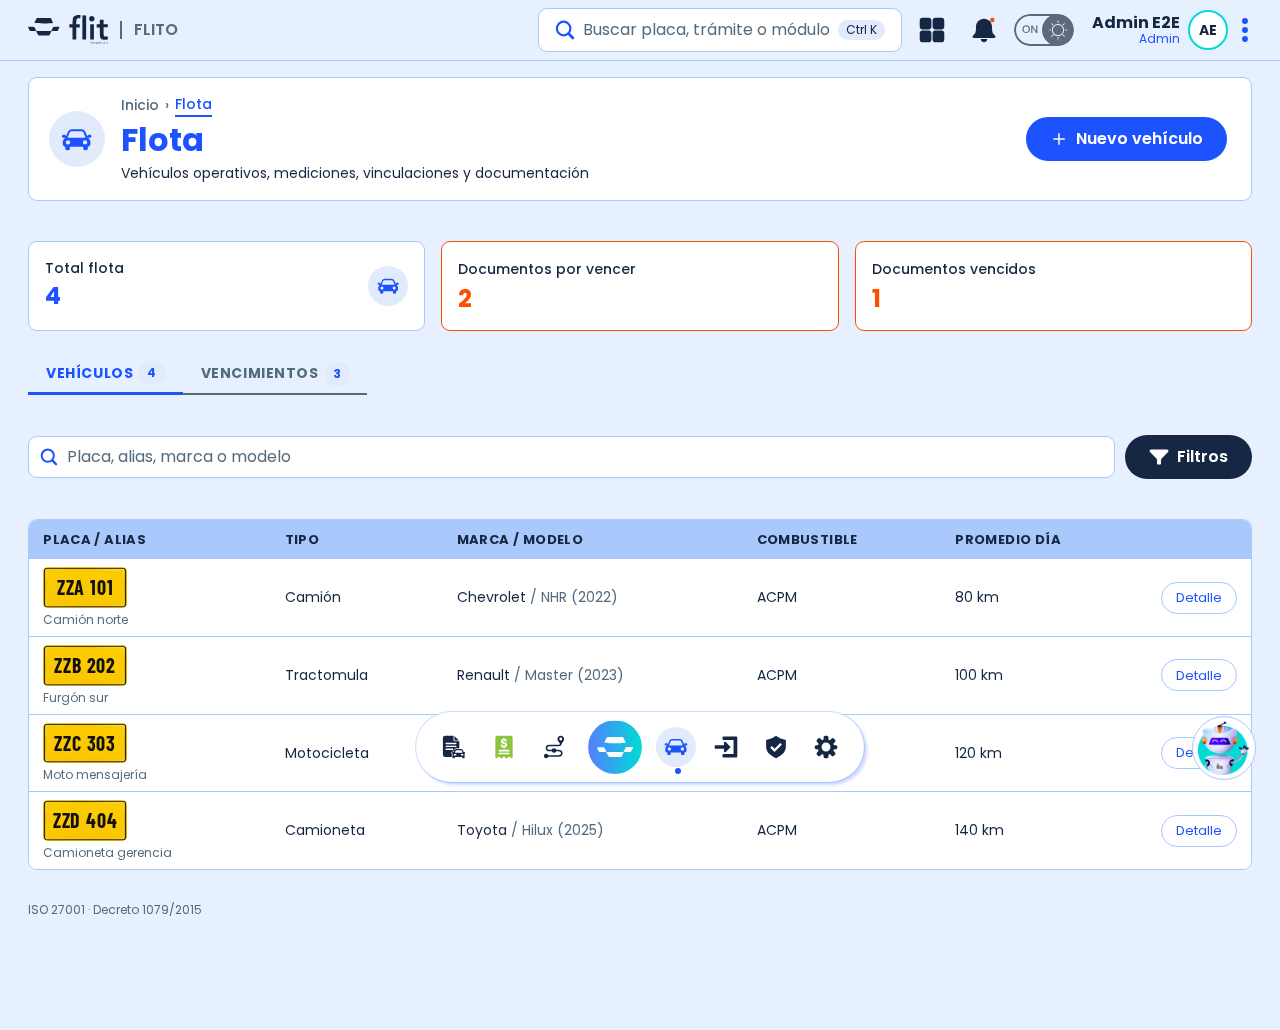 flit | FLITO
Buscar placa, trámite o módulo Ctrl K
ON
Admin E2E
Admin
AE
Inicio › Flota
Flota
Vehículos operativos, mediciones, vinculaciones y documentación
+ Nuevo vehículo
Total flota
4
Documentos por vencer
2
Documentos vencidos
1
VEHÍCULOS 4
VENCIMIENTOS 3
Placa, alias, marca o modelo
Filtros
PLACA / ALIAS TIPO MARCA / MODELO COMBUSTIBLE PROMEDIO DÍA
ZZA 101
Camión norte
Camión Chevrolet / NHR (2022) ACPM 80 km Detalle
ZZB 202
Furgón sur
Tractomula Renault / Master (2023) ACPM 100 km Detalle
ZZC 303
Moto mensajería
Motocicleta 120 km
ZZD 404
Camioneta gerencia
Camioneta Toyota / Hilux (2025) ACPM 140 km Detalle
ISO 27001 · Decreto 1079/2015